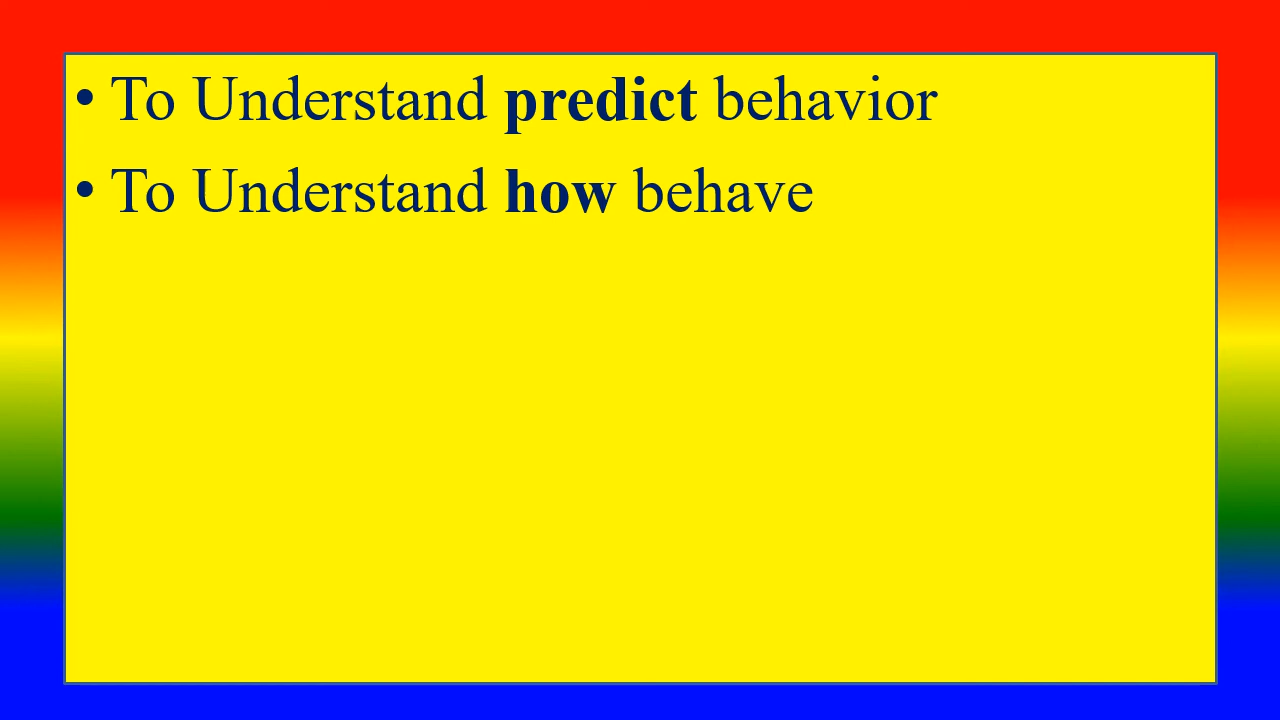 • To Understand predict behavior
• To Understand how behave